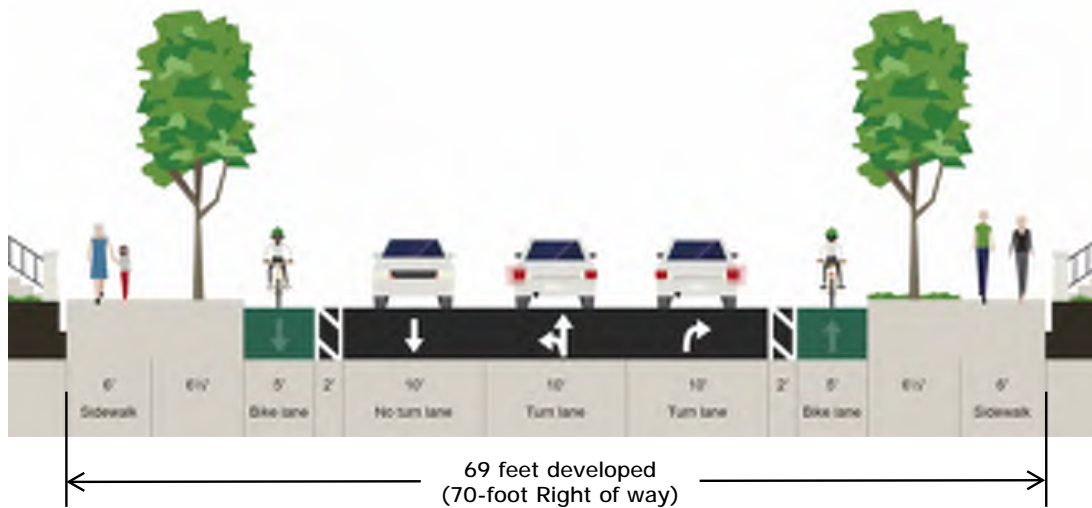 6' 6½' 5' 2' 10' 10' 10' 2' 5' 6½' 6'
Sidewalk Bike lane No turn lane Turn lane Turn lane Bike lane Sidewalk
69 feet developed
(70-foot Right of way)